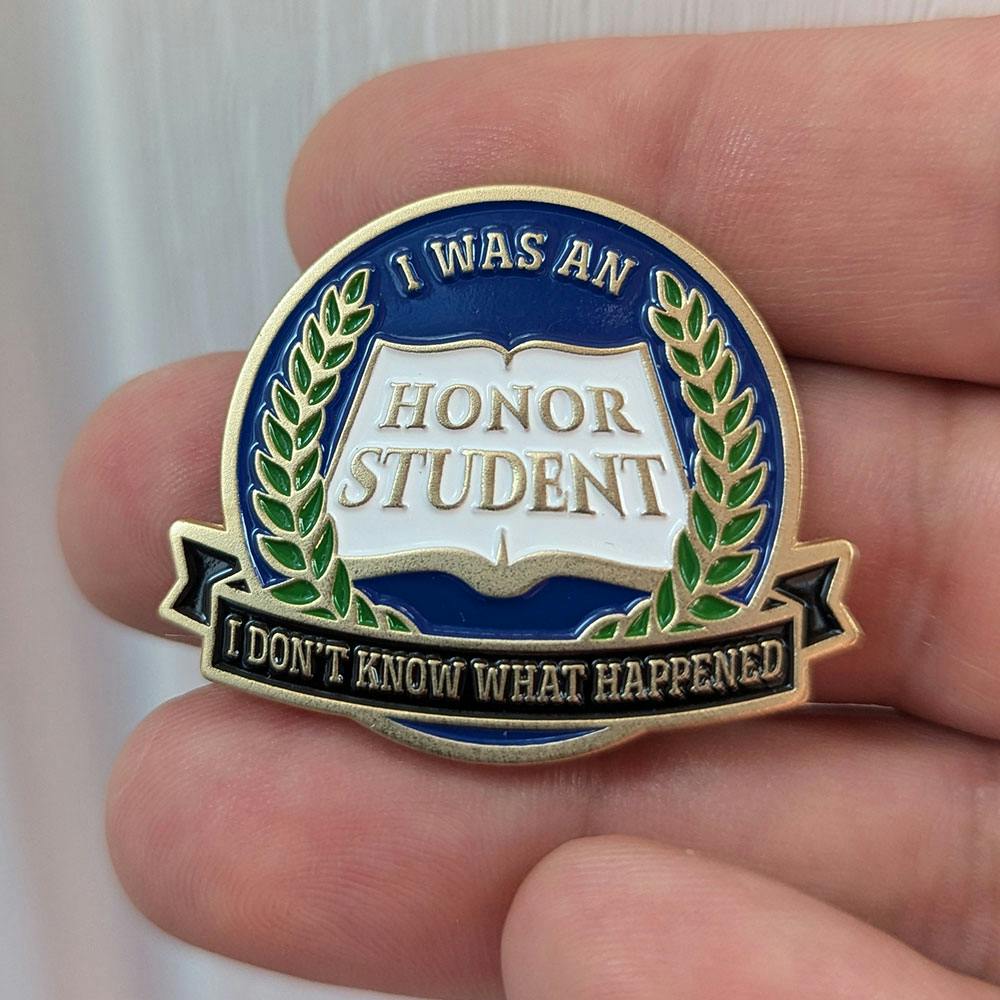 I WAS AN
HONOR
STUDENT
I DON'T KNOW WHAT HAPPENED